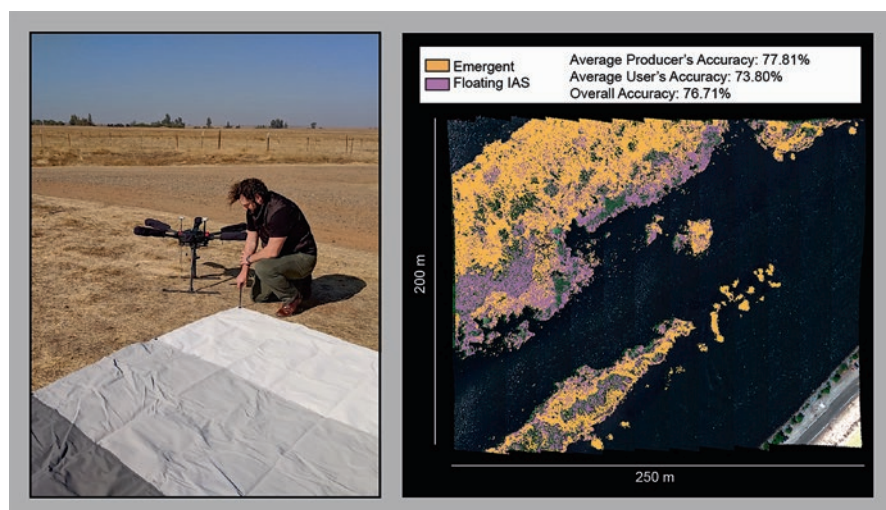 Emergent
Floating IAS
Average Producer's Accuracy: 77.81%
Average User's Accuracy: 73.80%
Overall Accuracy: 76.71%
200 m
250 m